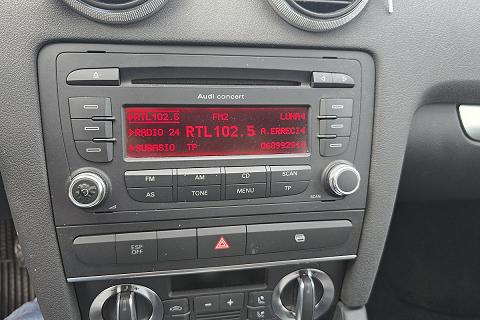 Audi concert
RTL102.5 FM2 LUNA
RADIO 24 RTL102.5 A.ERRECI
SUBASIO TP
FM AM CD SCAN
AS TONE MENU TP
SCAN
ESP OFF